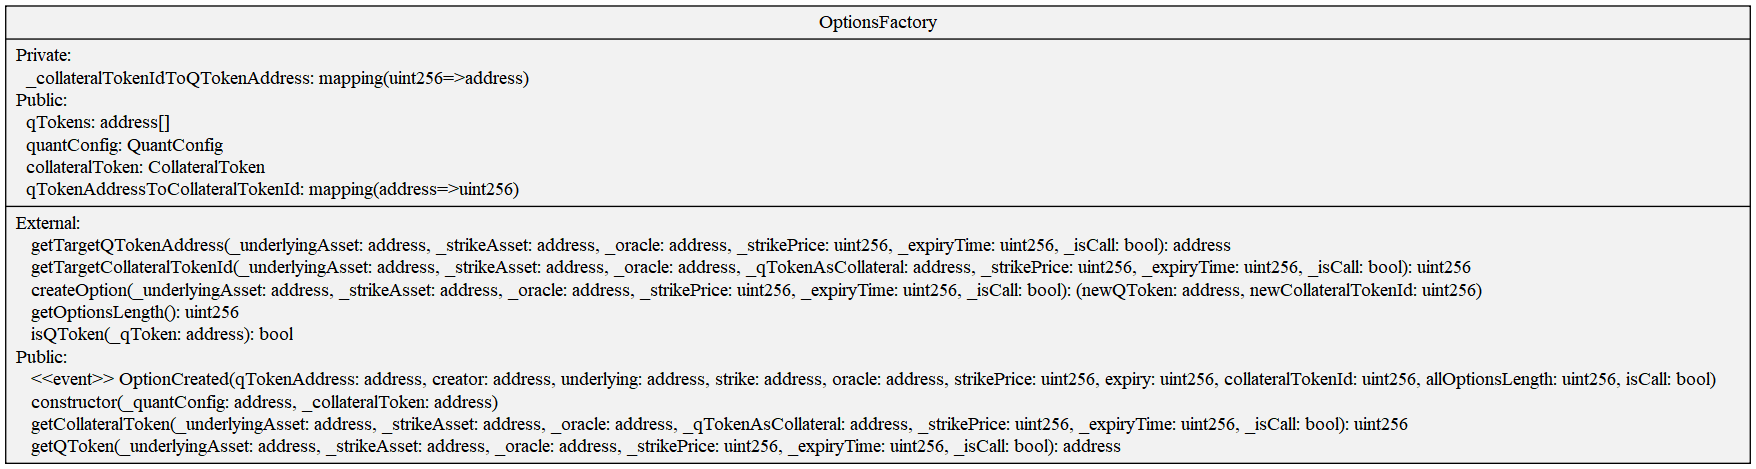 OptionsFactory
Private:
_collateralTokenIdToQTokenAddress: mapping(uint256=>address)
Public:
qTokens: address[]
quantConfig: QuantConfig
collateralToken: CollateralToken
qTokenAddressToCollateralTokenId: mapping(address=>uint256)
External:
getTargetQTokenAddress(_underlyingAsset: address, _strikeAsset: address, _oracle: address, _strikePrice: uint256, _expiryTime: uint256, _isCall: bool): address
getTargetCollateralTokenId(_underlyingAsset: address, _strikeAsset: address, _oracle: address, _qTokenAsCollateral: address, _strikePrice: uint256, _expiryTime: uint256, _isCall: bool): uint256
createOption(_underlyingAsset: address, _strikeAsset: address, _oracle: address, _strikePrice: uint256, _expiryTime: uint256, _isCall: bool): (newQToken: address, newCollateralTokenId: uint256)
getOptionsLength(): uint256
isQToken(_qToken: address): bool
Public:
<<event>> OptionCreated(qTokenAddress: address, creator: address, underlying: address, strike: address, oracle: address, strikePrice: uint256, expiry: uint256, collateralTokenId: uint256, allOptionsLength: uint256, isCall: bool)
constructor(_quantConfig: address, _collateralToken: address)
getCollateralToken(_underlyingAsset: address, _strikeAsset: address, _oracle: address, _qTokenAsCollateral: address, _strikePrice: uint256, _expiryTime: uint256, _isCall: bool): uint256
getQToken(_underlyingAsset: address, _strikeAsset: address, _oracle: address, _strikePrice: uint256, _expiryTime: uint256, _isCall: bool): address